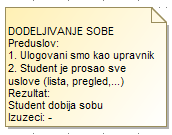 DODELJIVANJE SOBE
Preduslov:
1. Ulogovani smo kao upravnik
2. Student je prosao sve
uslove (lista, pregled,...)
Rezultat:
Student dobija sobu
Izuzeci: -